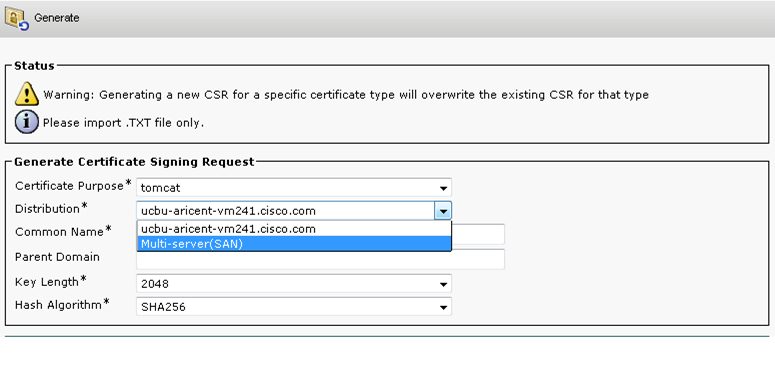 Generate
Status
Warning: Generating a new CSR for a specific certificate type will overwrite the existing CSR for that type
Please import .TXT file only.
Generate Certificate Signing Request
Certificate Purpose* tomcat
Distribution* ucbu-aricent-vm241.cisco.com
ucbu-aricent-vm241.cisco.com
Common Name*
Multi-server(SAN)
Parent Domain
Key Length* 2048
Hash Algorithm* SHA256